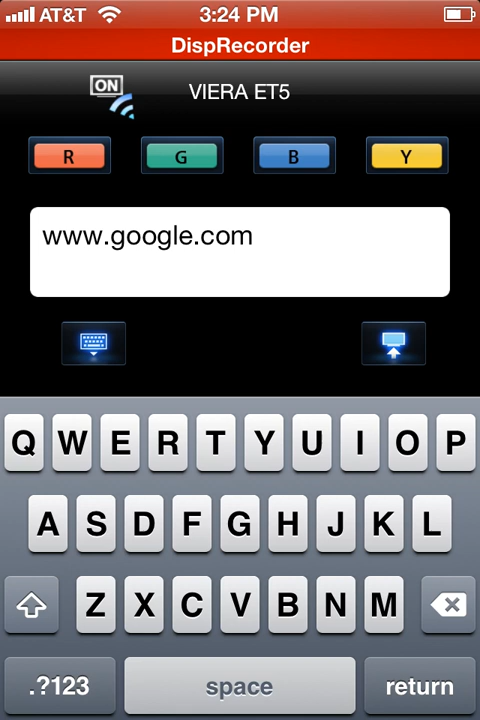 AT&T 3:24 PM
DispRecorder
ON VIERA ET5
R G B Y
www.google.com
Q W E R T Y U I O P
A S D F G H J K L
Z X C V B N M
.?123 space return